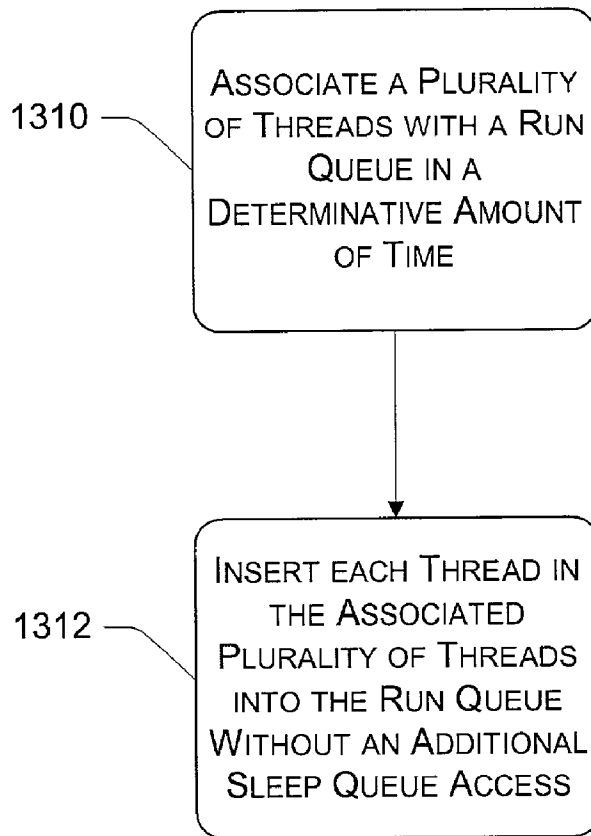 1310
ASSOCIATE A PLURALITY
OF THREADS WITH A RUN
QUEUE IN A
DETERMINATIVE AMOUNT
OF TIME
1312
INSERT EACH THREAD IN
THE ASSOCIATED
PLURALITY OF THREADS
INTO THE RUN QUEUE
WITHOUT AN ADDITIONAL
SLEEP QUEUE ACCESS